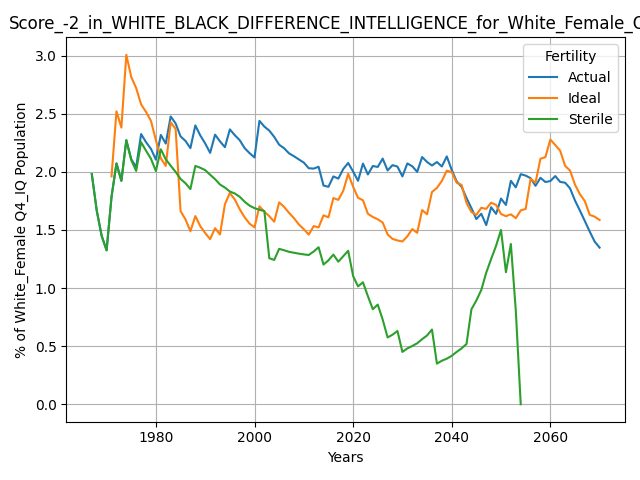 Score_-2_in_WHITE_BLACK_DIFFERENCE_INTELLIGENCE_for_White_Female_
Fertility
Actual
Ideal
Sterile
% of White_Female Q4_IQ Population
3.0
2.5
2.0
1.5
1.0
0.5
0.0
1980
2000
2020
2040
2060
Years